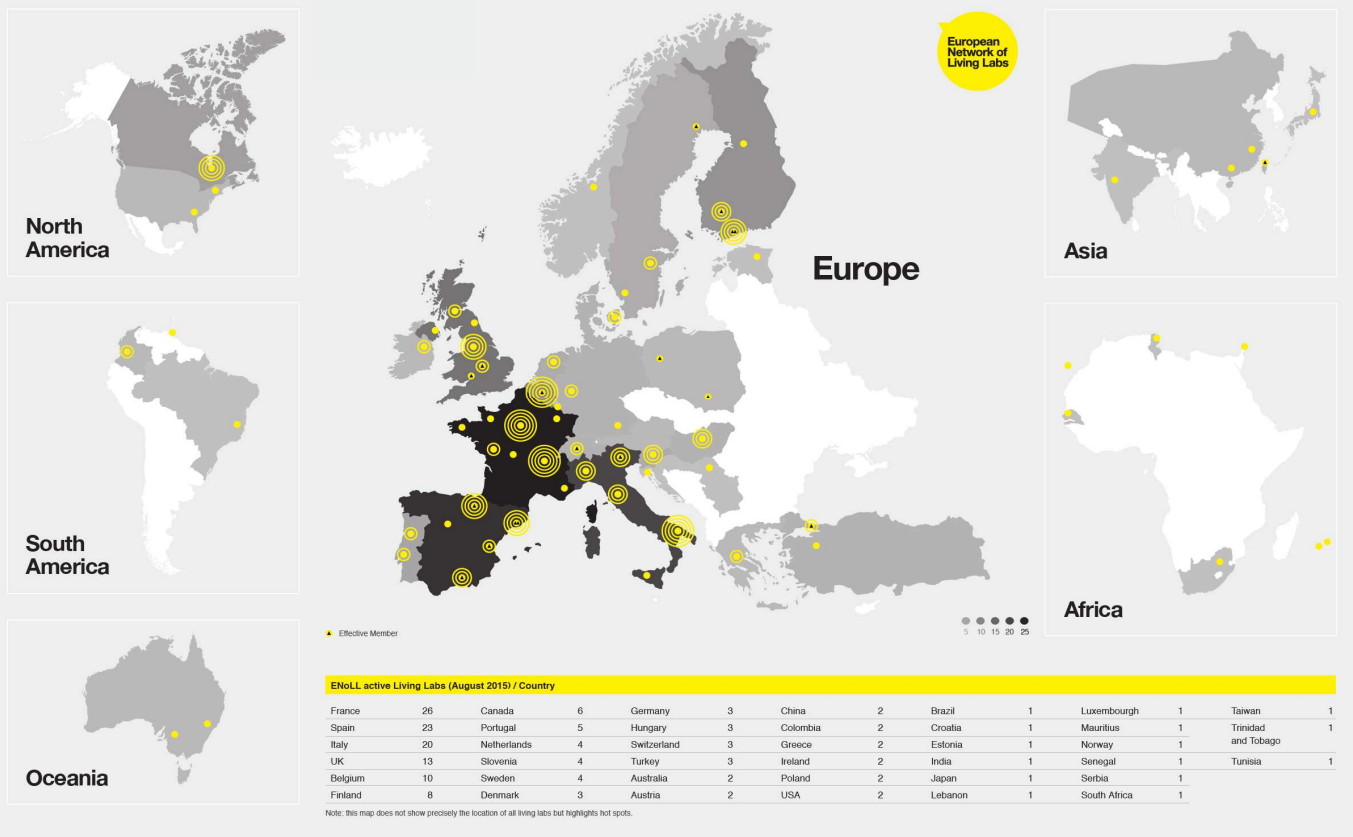 European
Network of
Living Labs
North
America
Europe
Asia
South
America
Africa
Oceania
Effective Member
5 10 15 20 25
ENoLL active Living Labs (August 2015) / Country
France 26 Canada 6 Germany 3 China 2 Brazil 1 Luxembourgh 1 Taiwan 1
Spain 23 Portugal 5 Hungary 3 Colombia 2 Croatia 1 Mauritius 1 Trinidad 1
and Tobago
Italy 20 Netherlands 4 Switzerland 3 Greece 2 Estonia 1 Norway 1
UK 13 Slovenia 4 Turkey 3 Ireland 2 India 1 Senegal 1 Tunisia 1
Belgium 10 Sweden 4 Australia 2 Poland 2 Japan 1 Serbia 1
Finland 8 Denmark 3 Austria 2 USA 2 Lebanon 1 South Africa 1
Note: this map does not show precisely the location of all living labs but highlights hot spots.